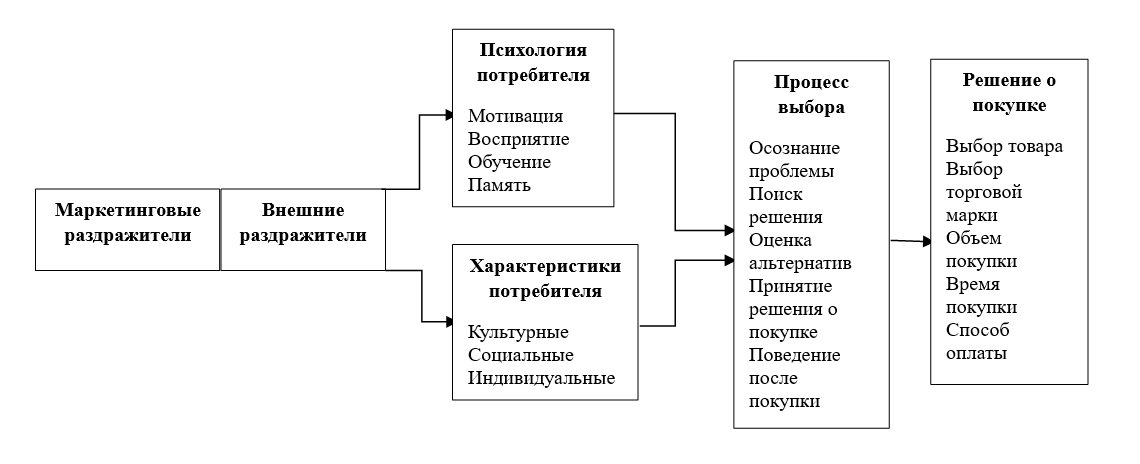 Маркетинговые
раздражители
Внешние
раздражители
Психология
потребителя
Мотивация
Восприятие
Обучение
Память
Характеристики
потребителя
Культурные
Социальные
Индивидуальные
Процесс
выбора
Осознание
проблемы
Поиск
решения
Оценка
альтернатив
Принятие
решения о
покупке
Поведение
после
покупки
Решение о
покупке
Выбор товара
Выбор
торговой
марки
Объем
покупки
Время
покупки
Способ
оплаты